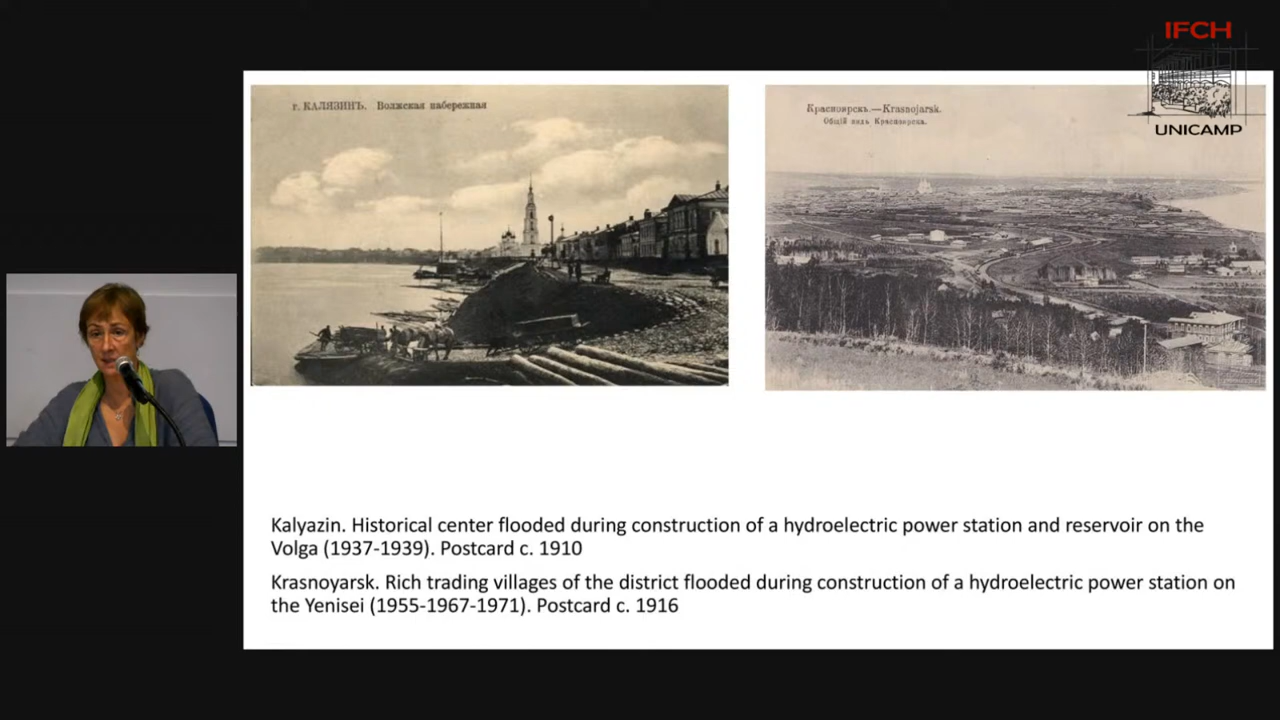 IFCH
UNICAMP
г. КАЛЯЗИНЪ. Волжская набережная
Красноярскъ.—Krasnojarsk.
Общій видъ Красноярска.
Kalyazin. Historical center flooded during construction of a hydroelectric power station and reservoir on the
Volga (1937-1939). Postcard c. 1910
Krasnoyarsk. Rich trading villages of the district flooded during construction of a hydroelectric power station on
the Yenisei (1955-1967-1971). Postcard c. 1916